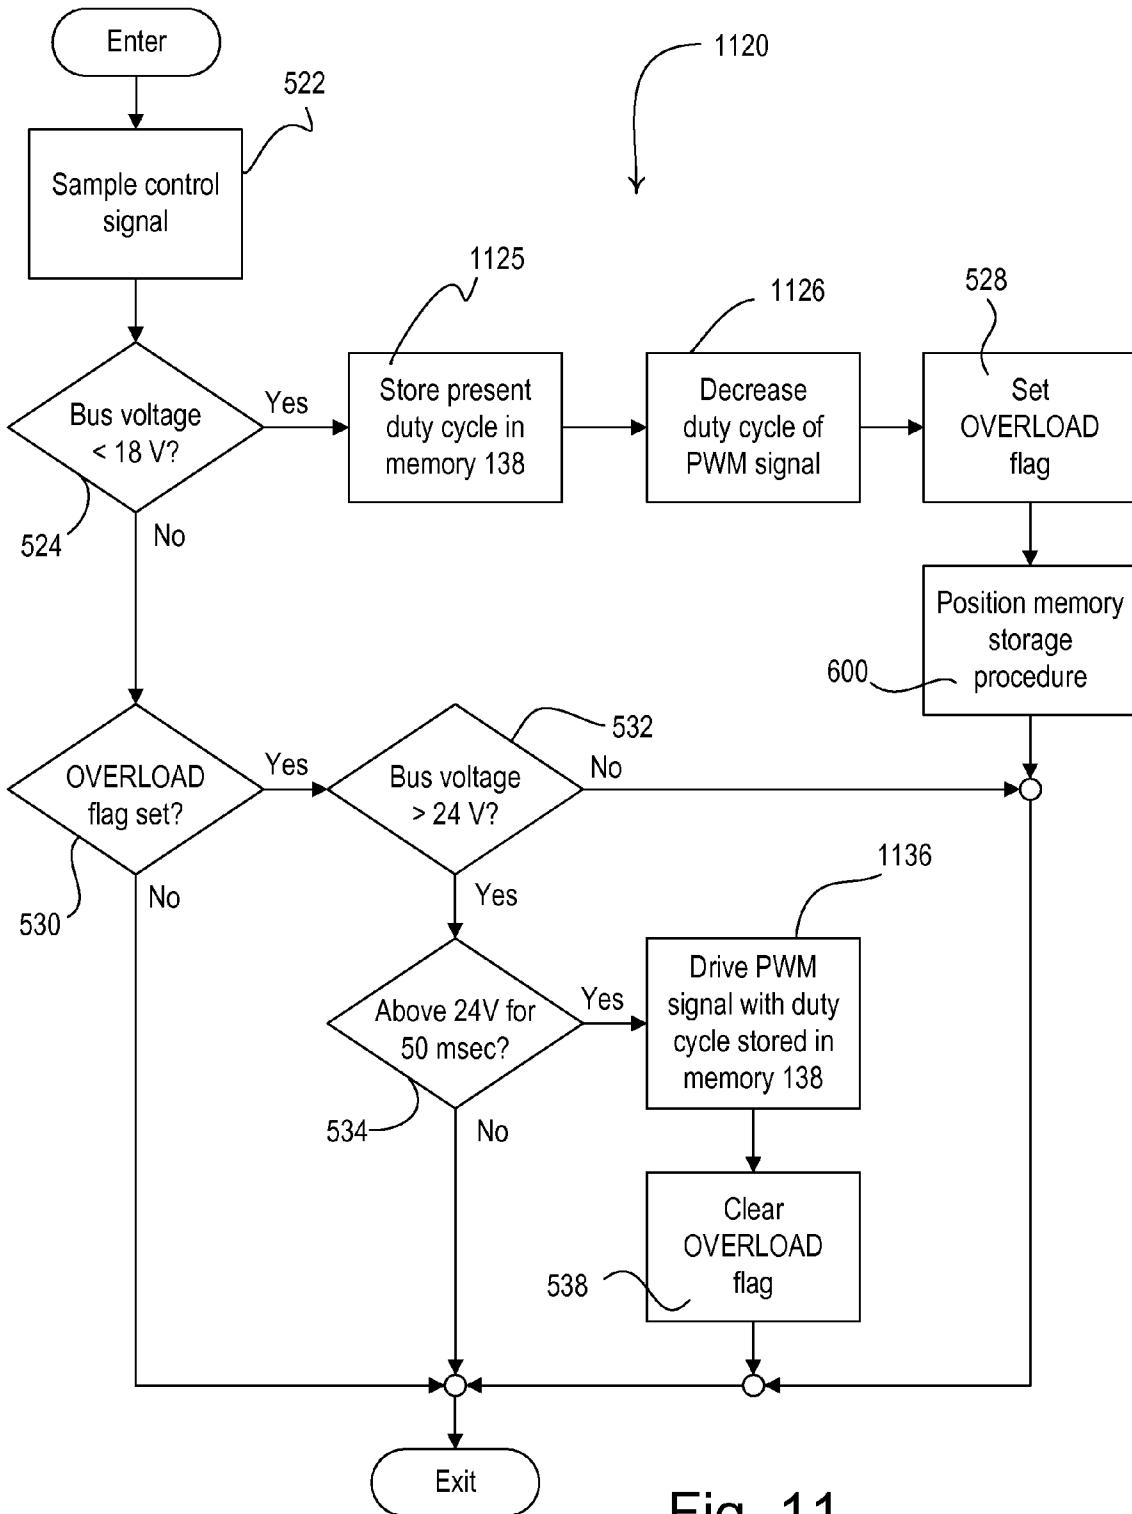 Enter
1120
522
Sample control
signal
1125
1126
528
Bus voltage
< 18 V?
Yes
Store present
duty cycle in
memory 138
Decrease
duty cycle of
PWM signal
Set
OVERLOAD
flag
524
No
Position memory
storage
procedure
600
532
OVERLOAD
flag set?
Yes
Bus voltage
> 24 V?
No
530
No
Yes
1136
Above 24V for
50 msec?
Yes
Drive PWM
signal with duty
cycle stored in
memory 138
534
No
Clear
OVERLOAD
flag
538
Exit
Fig. 11